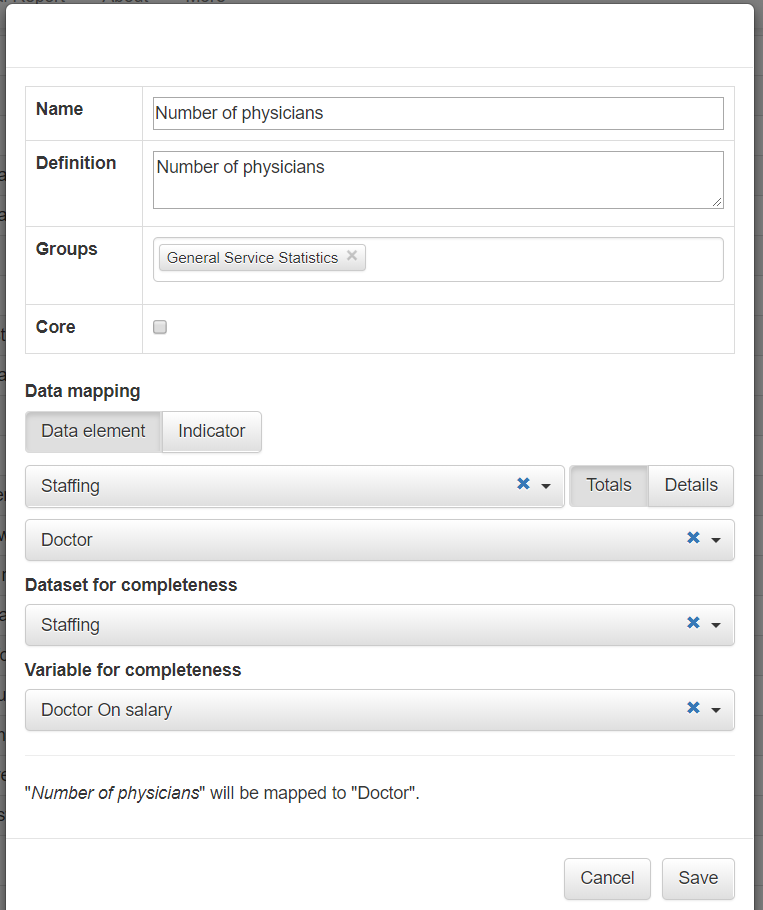 About
More
Name
Number of physicians
Definition
Number of physicians
Groups
General Service Statistics
Core
Data mapping
Data element Indicator
Staffing Totals Details
Doctor
Dataset for completeness
Staffing
Variable for completeness
Doctor On salary
"Number of physicians" will be mapped to "Doctor".
Cancel Save